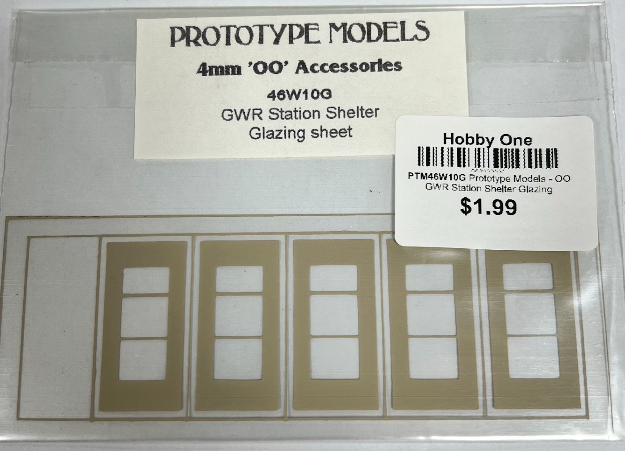 PROTOTYPE MODELS
4mm 'OO' Accessories
46W10G
GWR Station Shelter
Glazing sheet
Hobby One
PTM46W10G Prototype Models - OO
GWR Station Shelter Glazing
$1.99